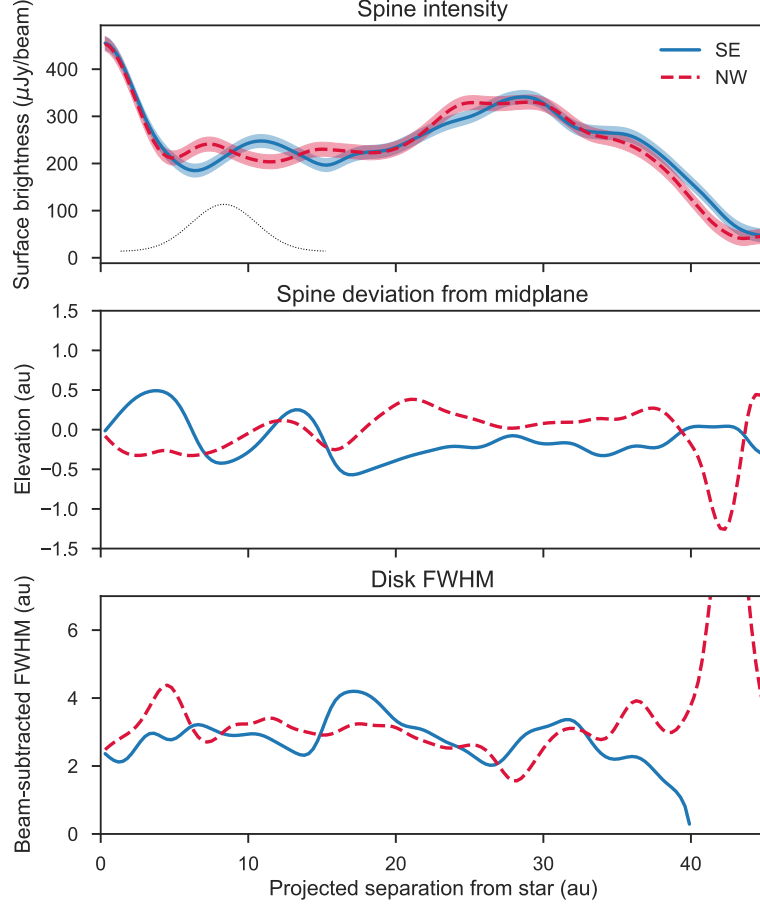 Spine intensity
Surface brightness (μJy/beam)
400
300
200
100
0
SE
NW
Spine deviation from midplane
Elevation (au)
1.5
1.0
0.5
0.0
−0.5
−1.0
−1.5
Disk FWHM
Beam-subtracted FWHM (au)
6
4
2
0
0 10 20 30 40
Projected separation from star (au)